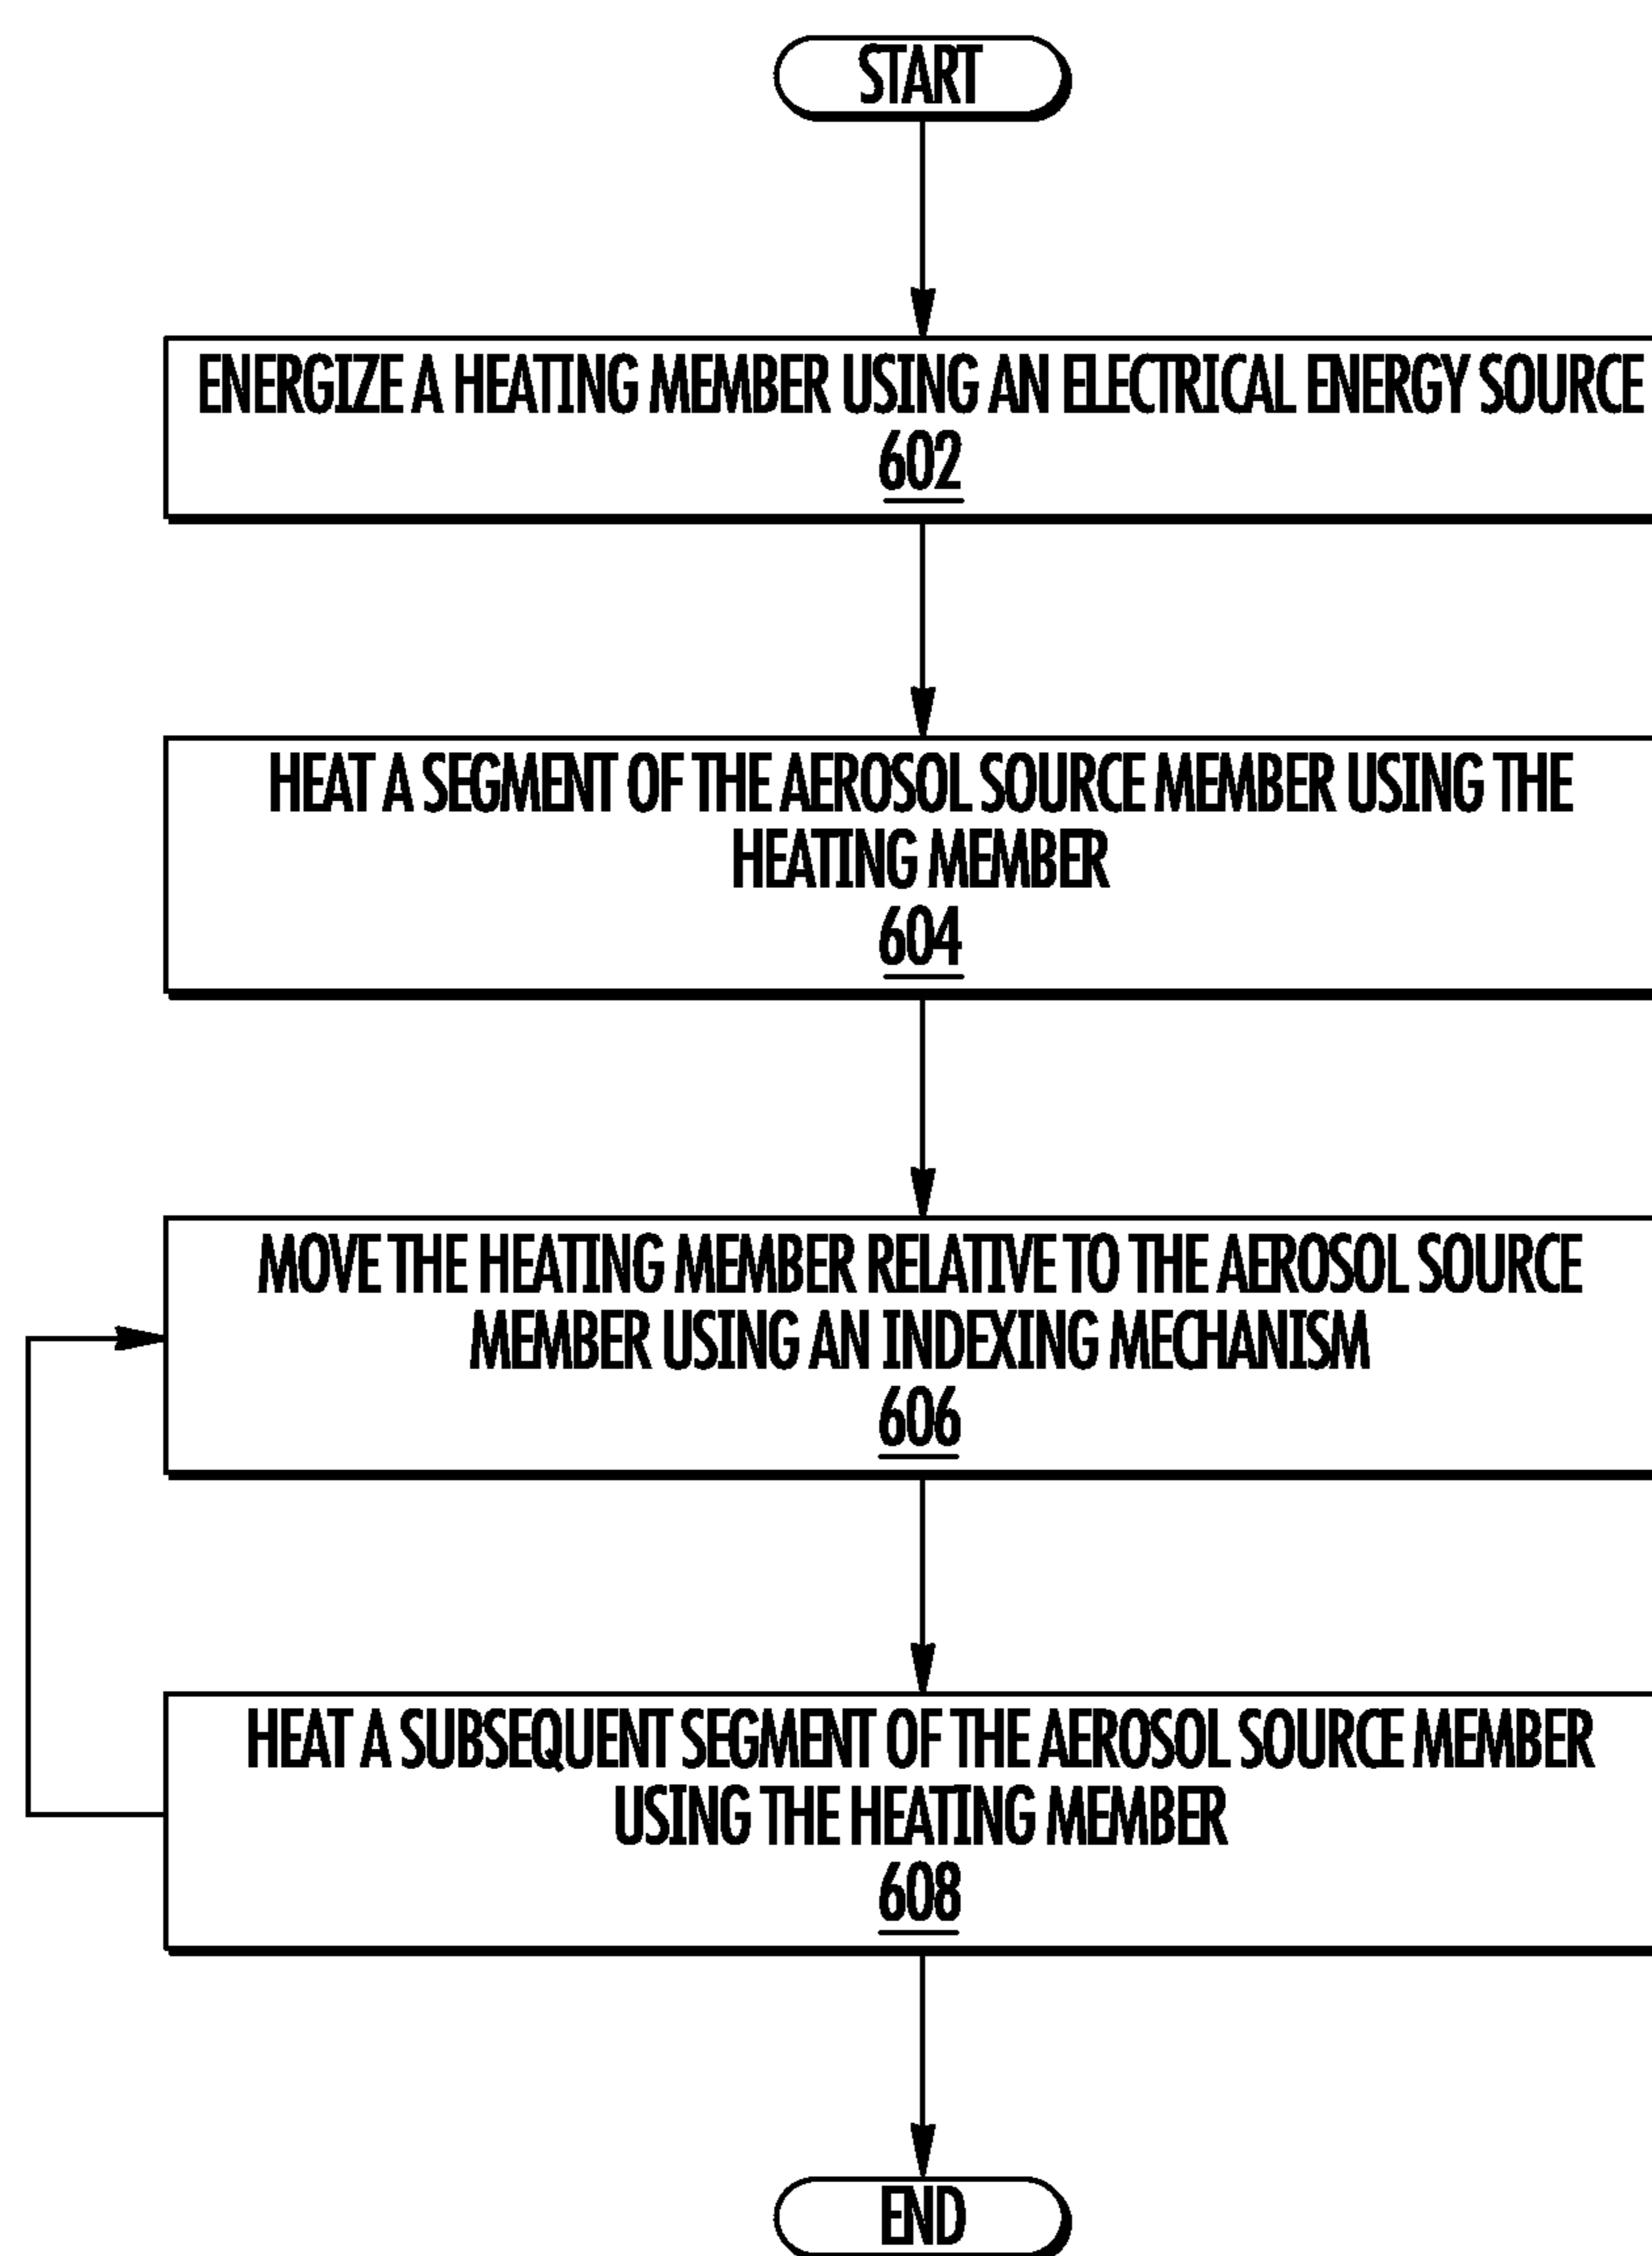 START
ENERGIZE A HEATING MEMBER USING AN ELECTRICAL ENERGY SOURCE
602
HEAT A SEGMENT OF THE AEROSOL SOURCE MEMBER USING THE
HEATING MEMBER
604
MOVE THE HEATING MEMBER RELATIVE TO THE AEROSOL SOURCE
MEMBER USING AN INDEXING MECHANISM
606
HEAT A SUBSEQUENT SEGMENT OF THE AEROSOL SOURCE MEMBER
USING THE HEATING MEMBER
608
END